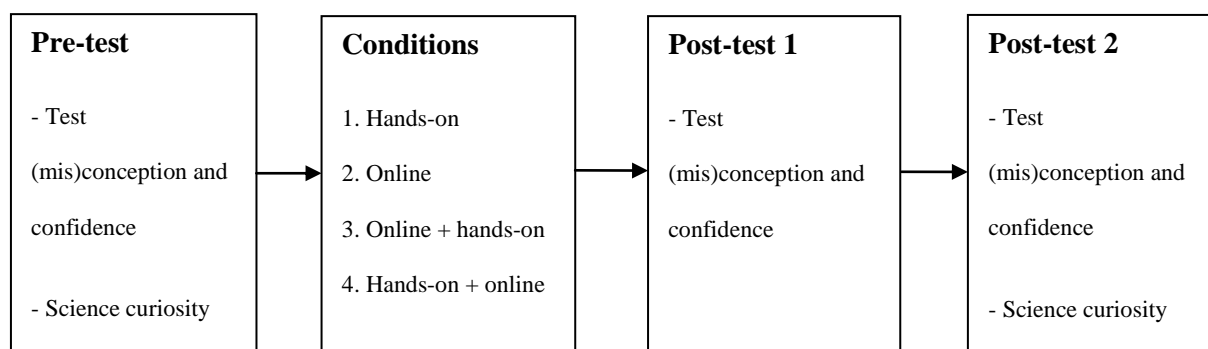 Pre-test
- Test
(mis)conception and
confidence
- Science curiosity
Conditions
1. Hands-on
2. Online
3. Online + hands-on
4. Hands-on + online
Post-test 1
- Test
(mis)conception and
confidence
Post-test 2
- Test
(mis)conception and
confidence
- Science curiosity